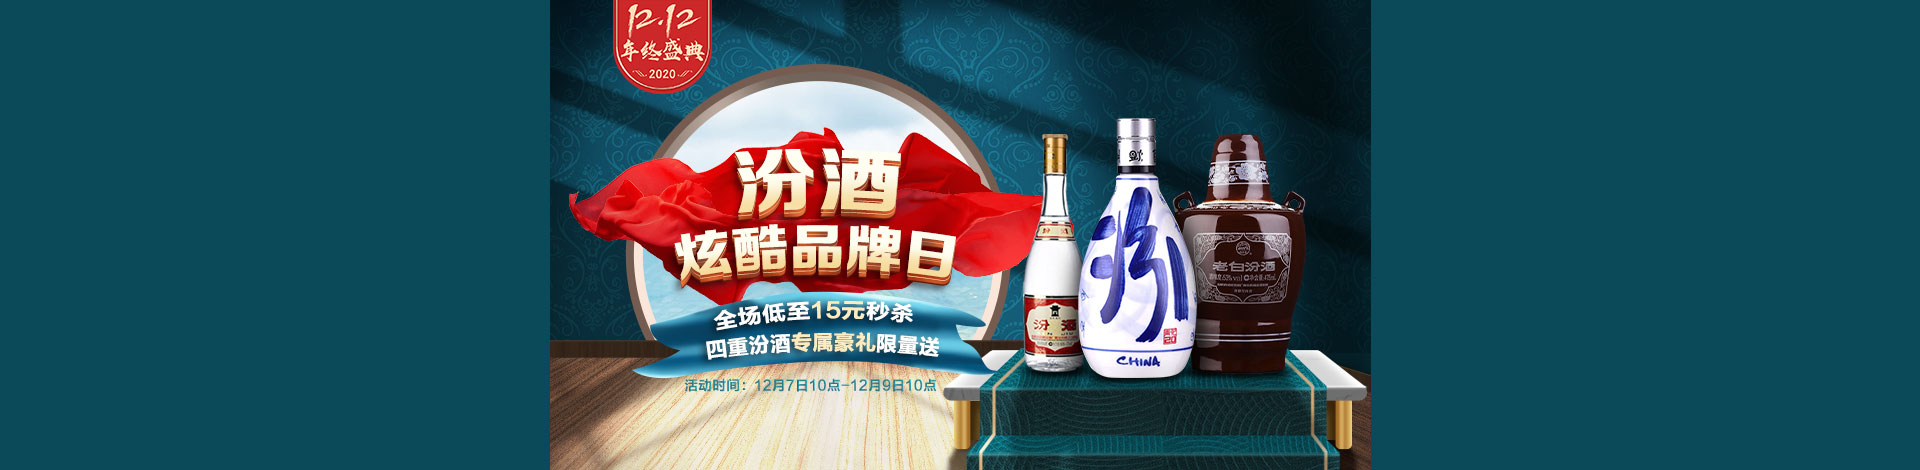 12.12
年终盛典
2020
汾酒
炫酷品牌日
全场低至15元秒杀
四重汾酒专属豪礼限量送
活动时间：12月7日10点-12月9日10点
汾酒
汾
CHINA
老白汾酒